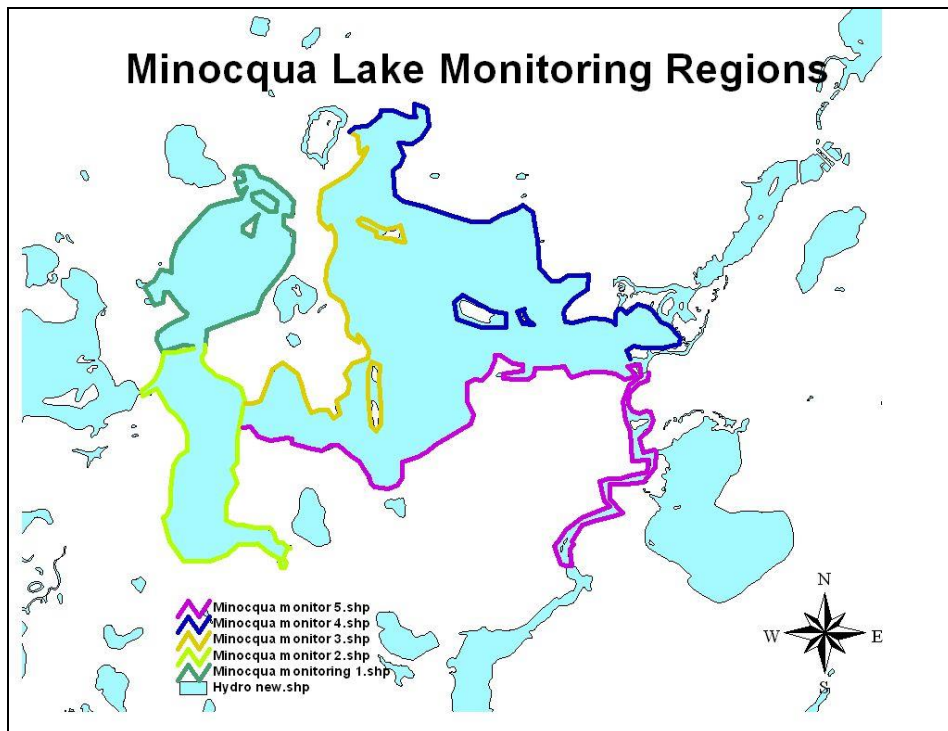 Minocqua Lake Monitoring Regions
Minocqua monitor 5.shp
Minocqua monitor 4.shp
Minocqua monitor 3.shp
Minocqua monitor 2.shp
Minocqua monitoring 1.shp
Hydro new.shp
N
W E
S